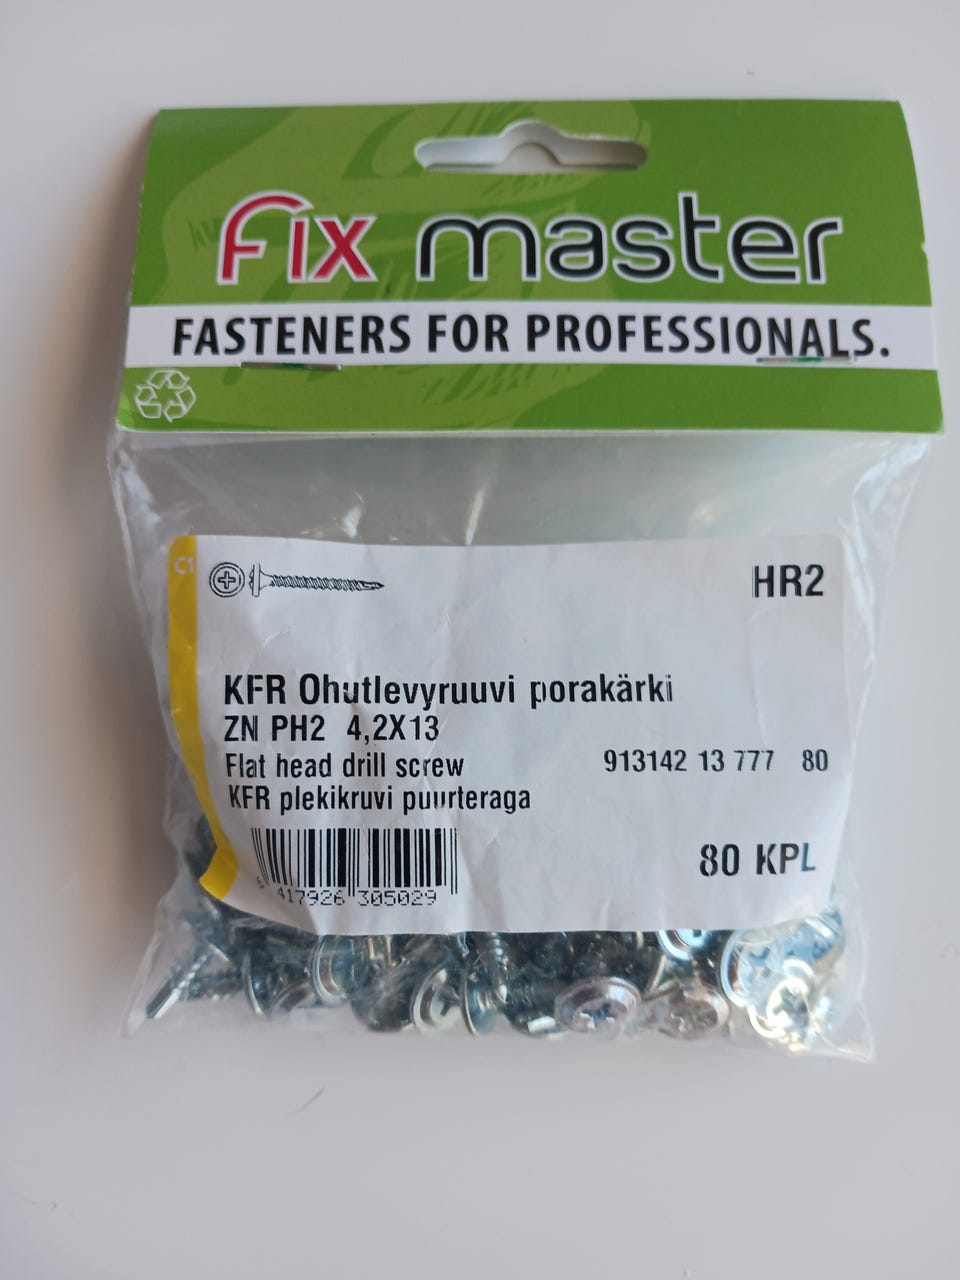 Fix master
FASTENERS FOR PROFESSIONALS.
C1
HR2
KFR Ohutlevyruuvi porakärki
ZN PH2 4,2X13
Flat head drill screw 913142 13 777 80
KFR plekikruvi puurteraga
80 KPL
6 417926 305029